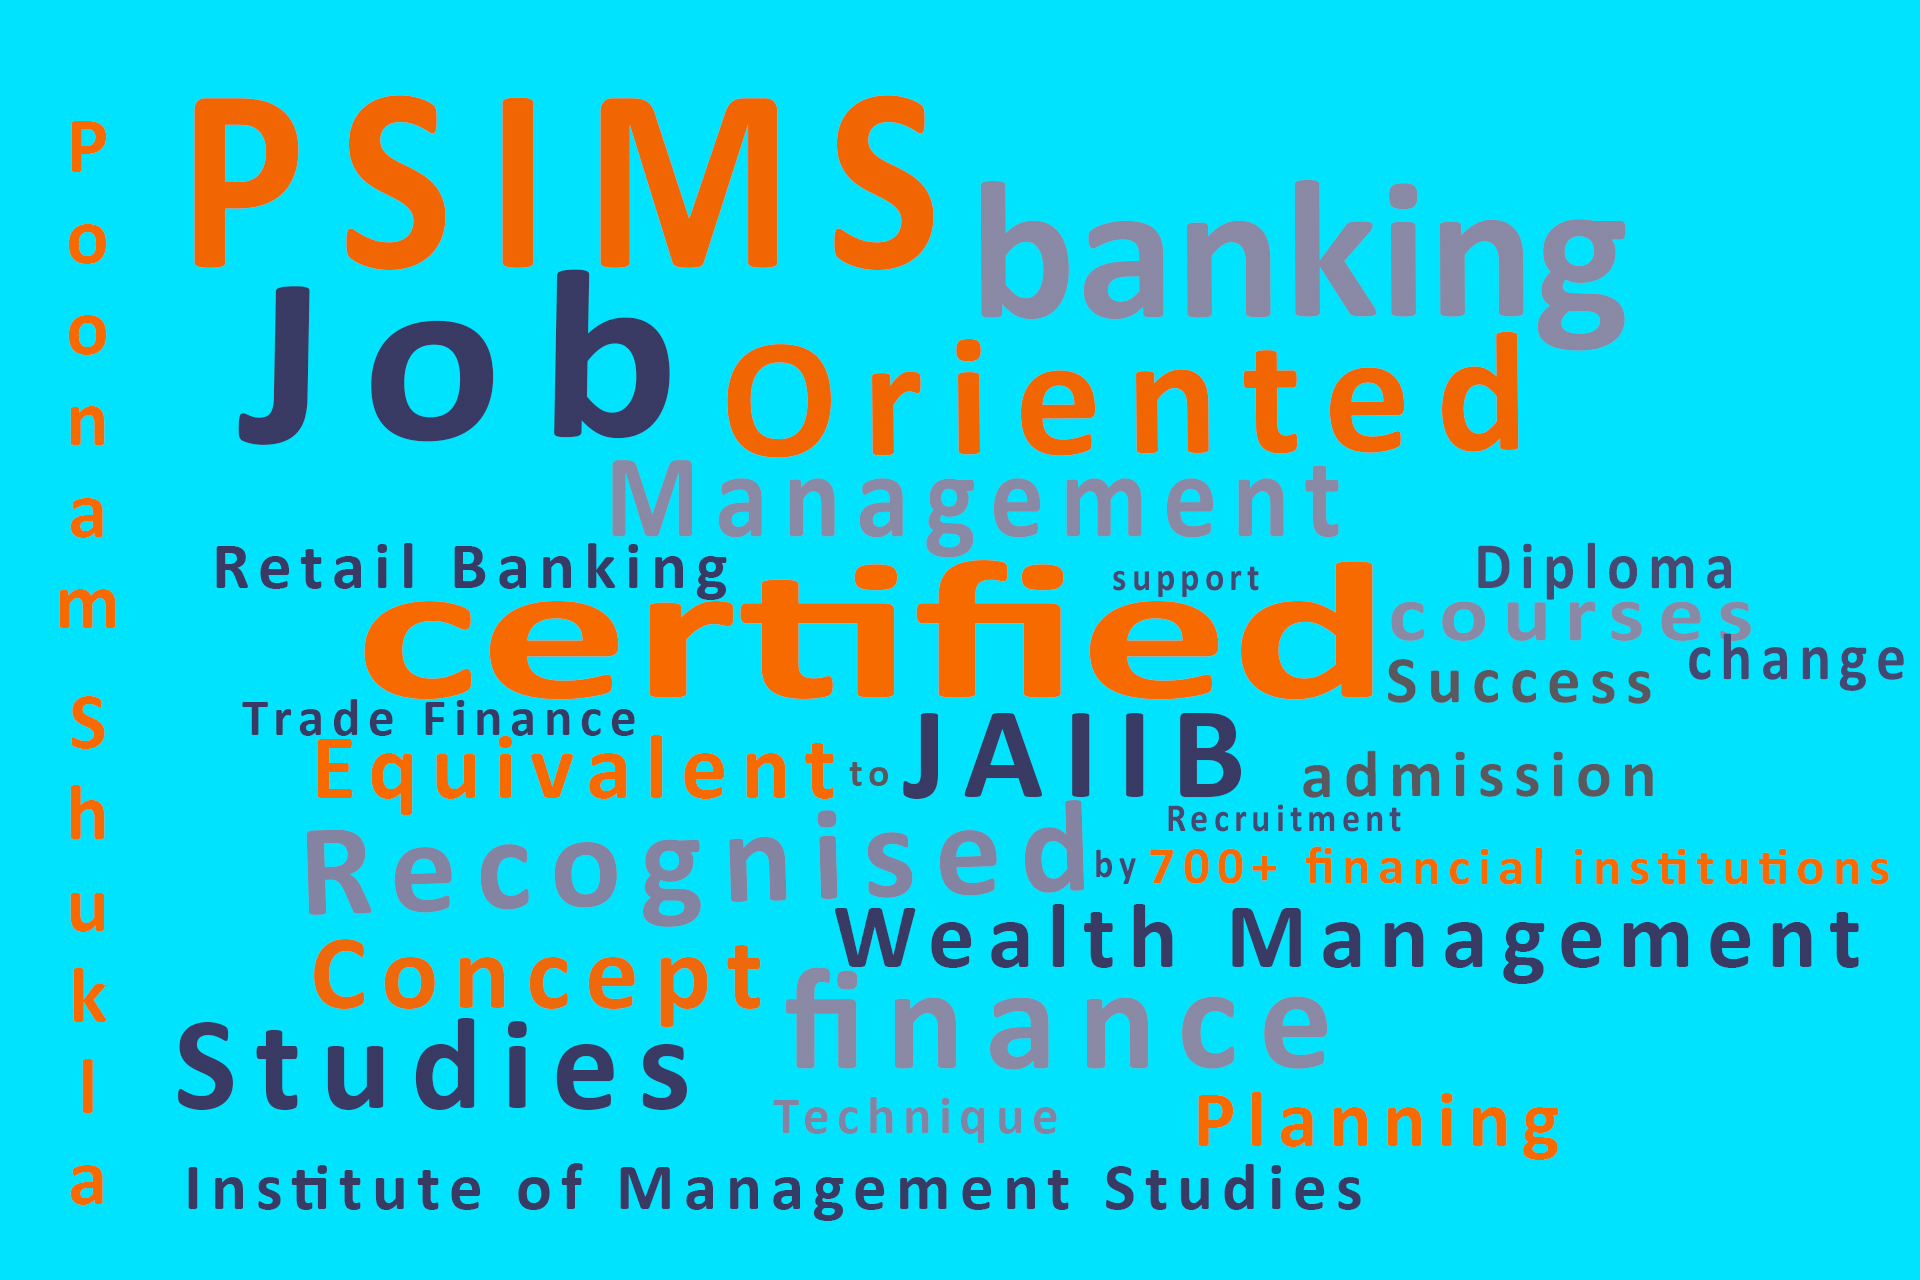 Poonam Shukla
PSIMS
banking
Job Oriented
Management
Retail Banking
support
Diploma
certified
courses
change
Success
Trade Finance
Equivalent to JAIIB
admission
Recruitment
Recognised by 700+ financial institutions
Wealth Management
Concept
finance
Studies
Technique
Planning
Institute of Management Studies